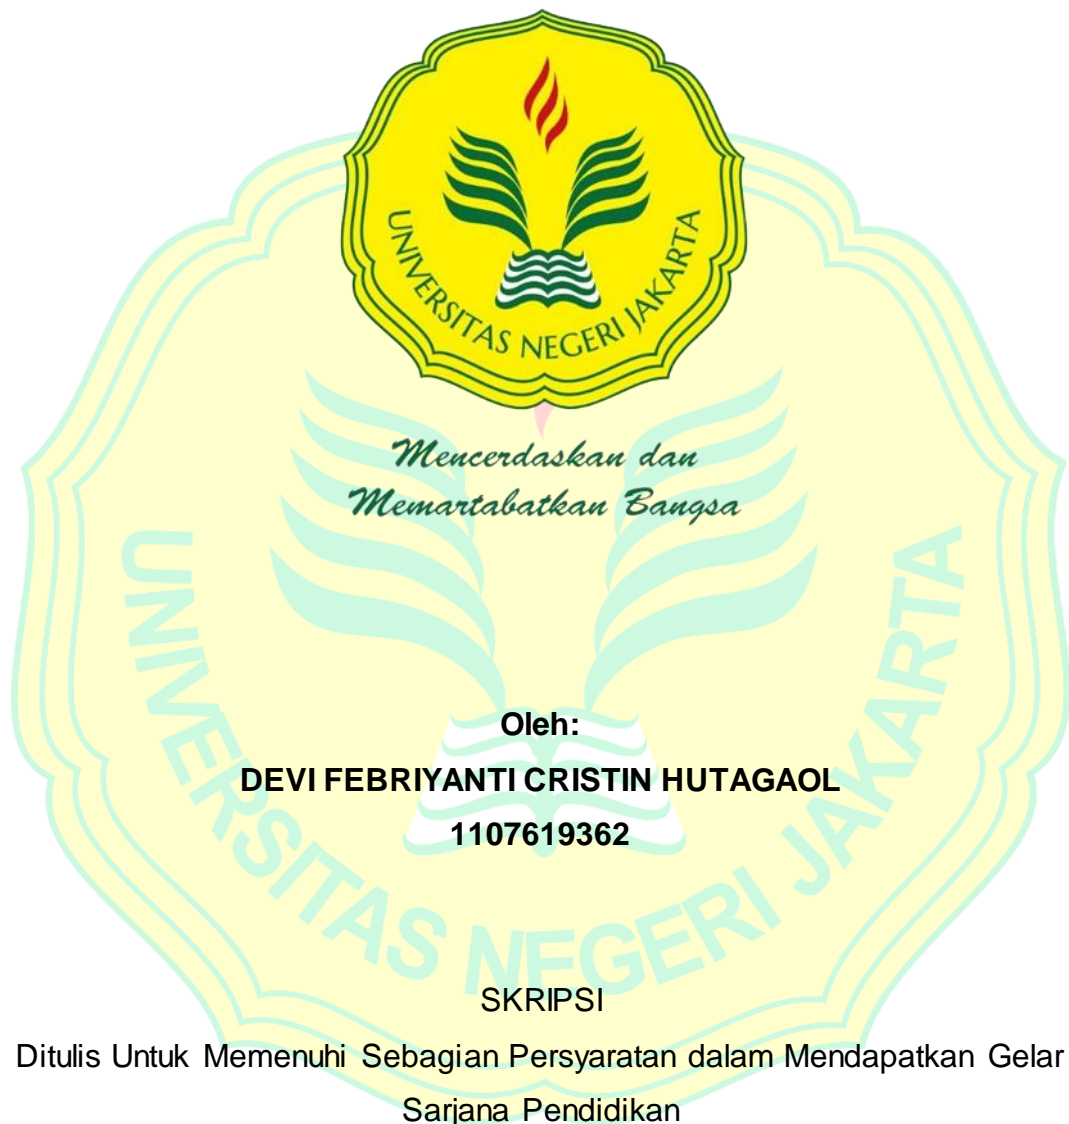 UNIVERSITAS NEGERI JAKARTA
Mencerdaskan dan
Memartabatkan Bangsa
UNIVERSITAS NEGERI JAKARTA
Oleh:
DEVI FEBRIYANTI CRISTIN HUTAGAOL
1107619362
SKRIPSI
Ditulis Untuk Memenuhi Sebagian Persyaratan dalam Mendapatkan Gelar
Sarjana Pendidikan